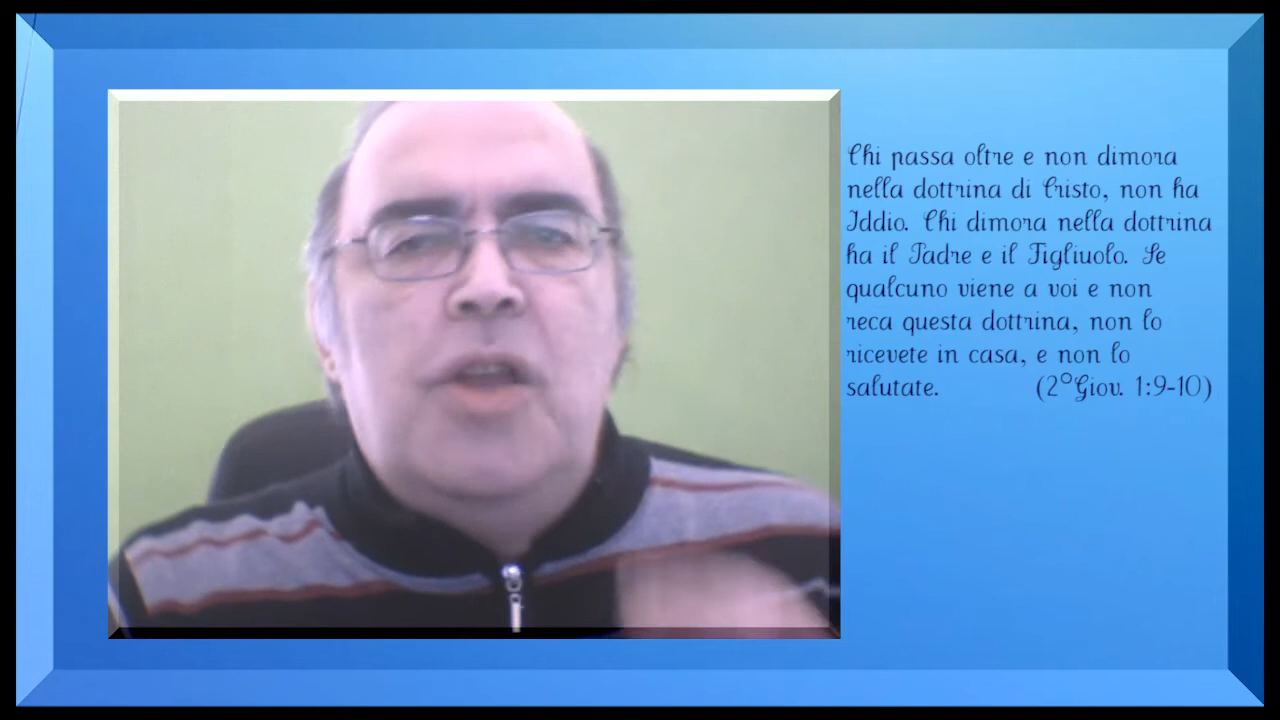 Chi passa oltre e non dimora
nella dottrina di Cristo, non ha
Iddio. Chi dimora nella dottrina
ha il Padre e il Figliuolo. Se
qualcuno viene a voi e non
reca questa dottrina, non lo
ricevete in casa, e non lo
salutate. (2°Giov. 1:9-10)